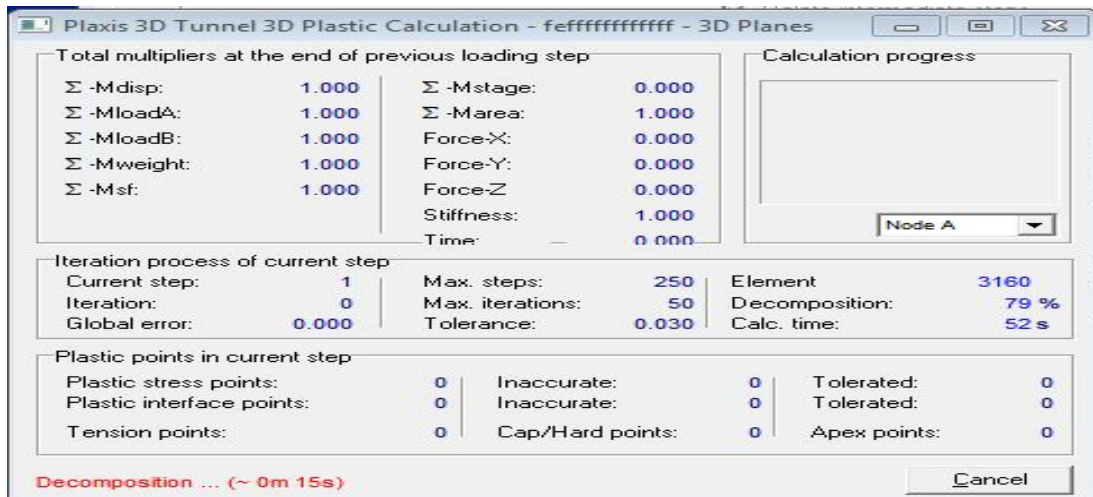 Plaxis 3D Tunnel 3D Plastic Calculation - fefffffffffffff - 3D Planes
Total multipliers at the end of previous loading step
Σ -Mdisp: 1.000 Σ -Mstage: 0.000
Σ -MloadA: 1.000 Σ -Marea: 1.000
Σ -MloadB: 1.000 Force-X: 0.000
Σ -Mweight: 1.000 Force-Y: 0.000
Σ -Msf: 1.000 Force-Z 0.000
Stiffness: 1.000
Time: 0.000
Calculation progress
Node A
Iteration process of current step
Current step: 1 Max. steps: 250 Element 3160
Iteration: 0 Max. iterations: 50 Decomposition: 79 %
Global error: 0.000 Tolerance: 0.030 Calc. time: 52 s
Plastic points in current step
Plastic stress points: 0 Inaccurate: 0 Tolerated: 0
Plastic interface points: 0 Inaccurate: 0 Tolerated: 0
Tension points: 0 Cap/Hard points: 0 Apex points: 0
Decomposition ... (~ 0m 15s)
Cancel